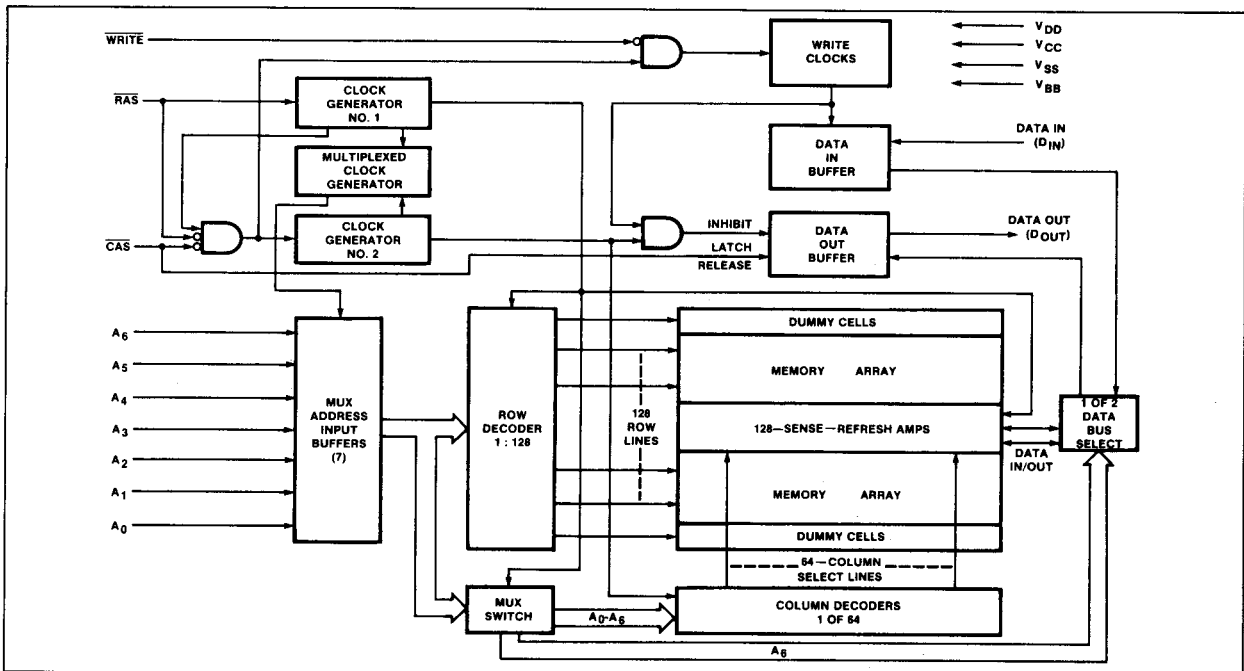 WRITE
WRITE
CLOCKS
V_DD
V_CC
V_SS
V_BB
RAS
CLOCK
GENERATOR
NO. 1
MULTIPLEXED
CLOCK
GENERATOR
CLOCK
GENERATOR
NO. 2
CAS
DATA
IN
BUFFER
DATA IN
(D_IN)
INHIBIT
LATCH
RELEASE
DATA
OUT
BUFFER
DATA OUT
(D_OUT)
A_6
A_5
A_4
A_3
A_2
A_1
A_0
MUX
ADDRESS
INPUT
BUFFERS
(7)
ROW
DECODER
1 : 128
128
ROW
LINES
DUMMY CELLS
MEMORY ARRAY
128—SENSE—REFRESH AMPS
MEMORY ARRAY
DUMMY CELLS
DATA
IN/OUT
1 OF 2
DATA
BUS
SELECT
64—COLUMN
SELECT LINES
MUX
SWITCH
A_0-A_6
COLUMN DECODERS
1 OF 64
A_6